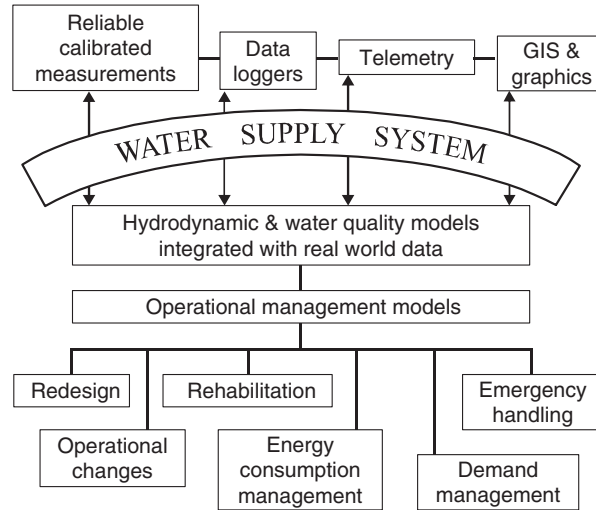 Reliable
calibrated
measurements
Data
loggers
Telemetry
GIS &
graphics
WATER SUPPLY SYSTEM
Hydrodynamic & water quality models
integrated with real world data
Operational management models
Redesign
Rehabilitation
Emergency
handling
Operational
changes
Energy
consumption
management
Demand
management